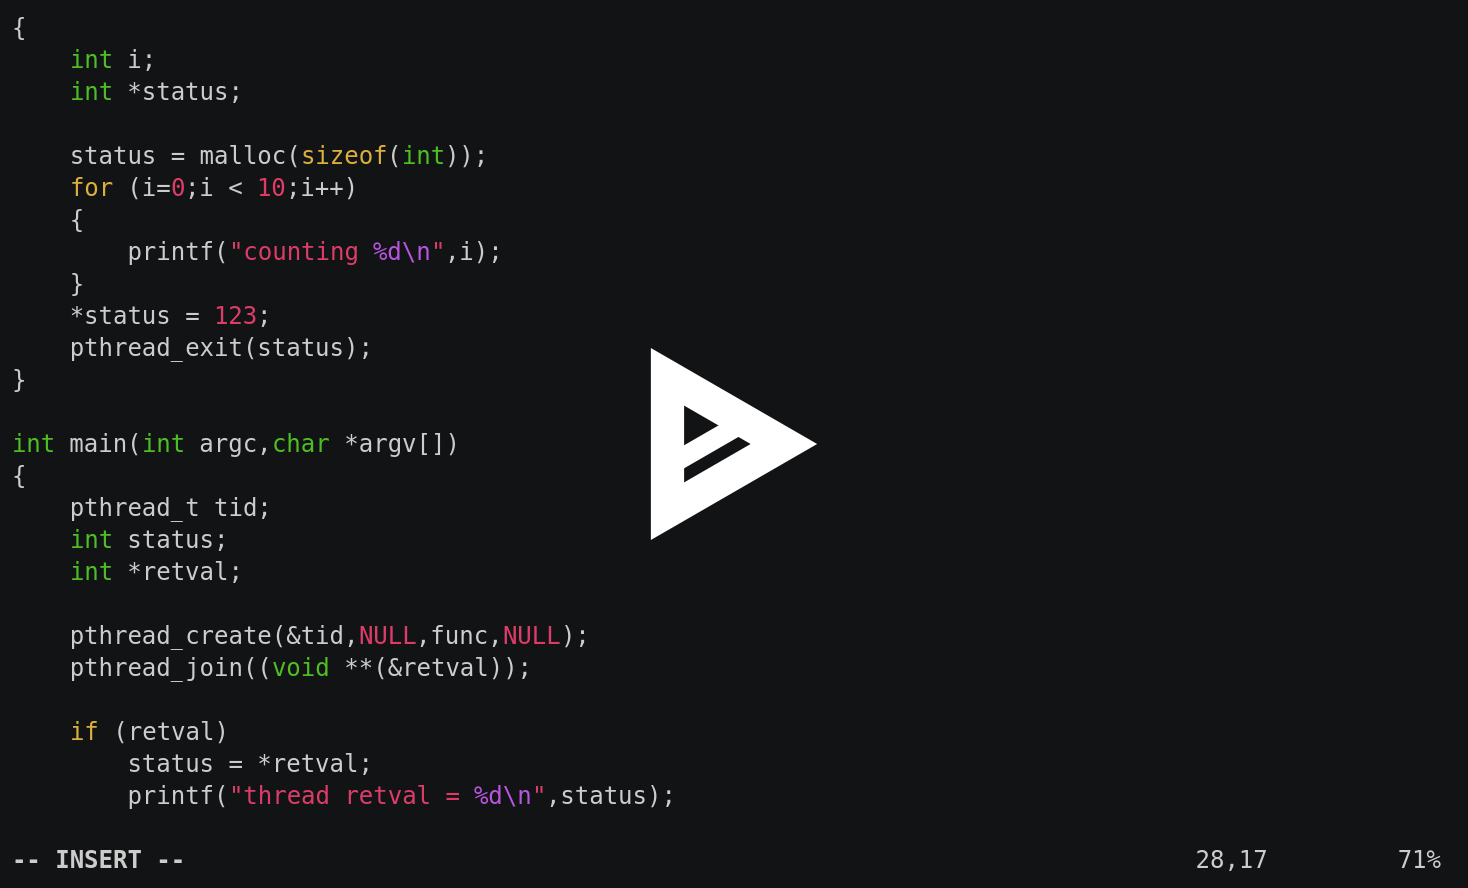 {
    int i;
    int *status;

    status = malloc(sizeof(int));
    for (i=0;i < 10;i++)
    {
        printf("counting %d\n",i);
    }
    *status = 123;
    pthread_exit(status);
}

int main(int argc,char *argv[])
{
    pthread_t tid;
    int status;
    int *retval;

    pthread_create(&tid,NULL,func,NULL);
    pthread_join((void **(&retval));

    if (retval)
        status = *retval;
        printf("thread retval = %d\n",status);

-- INSERT -- 28,17 71%